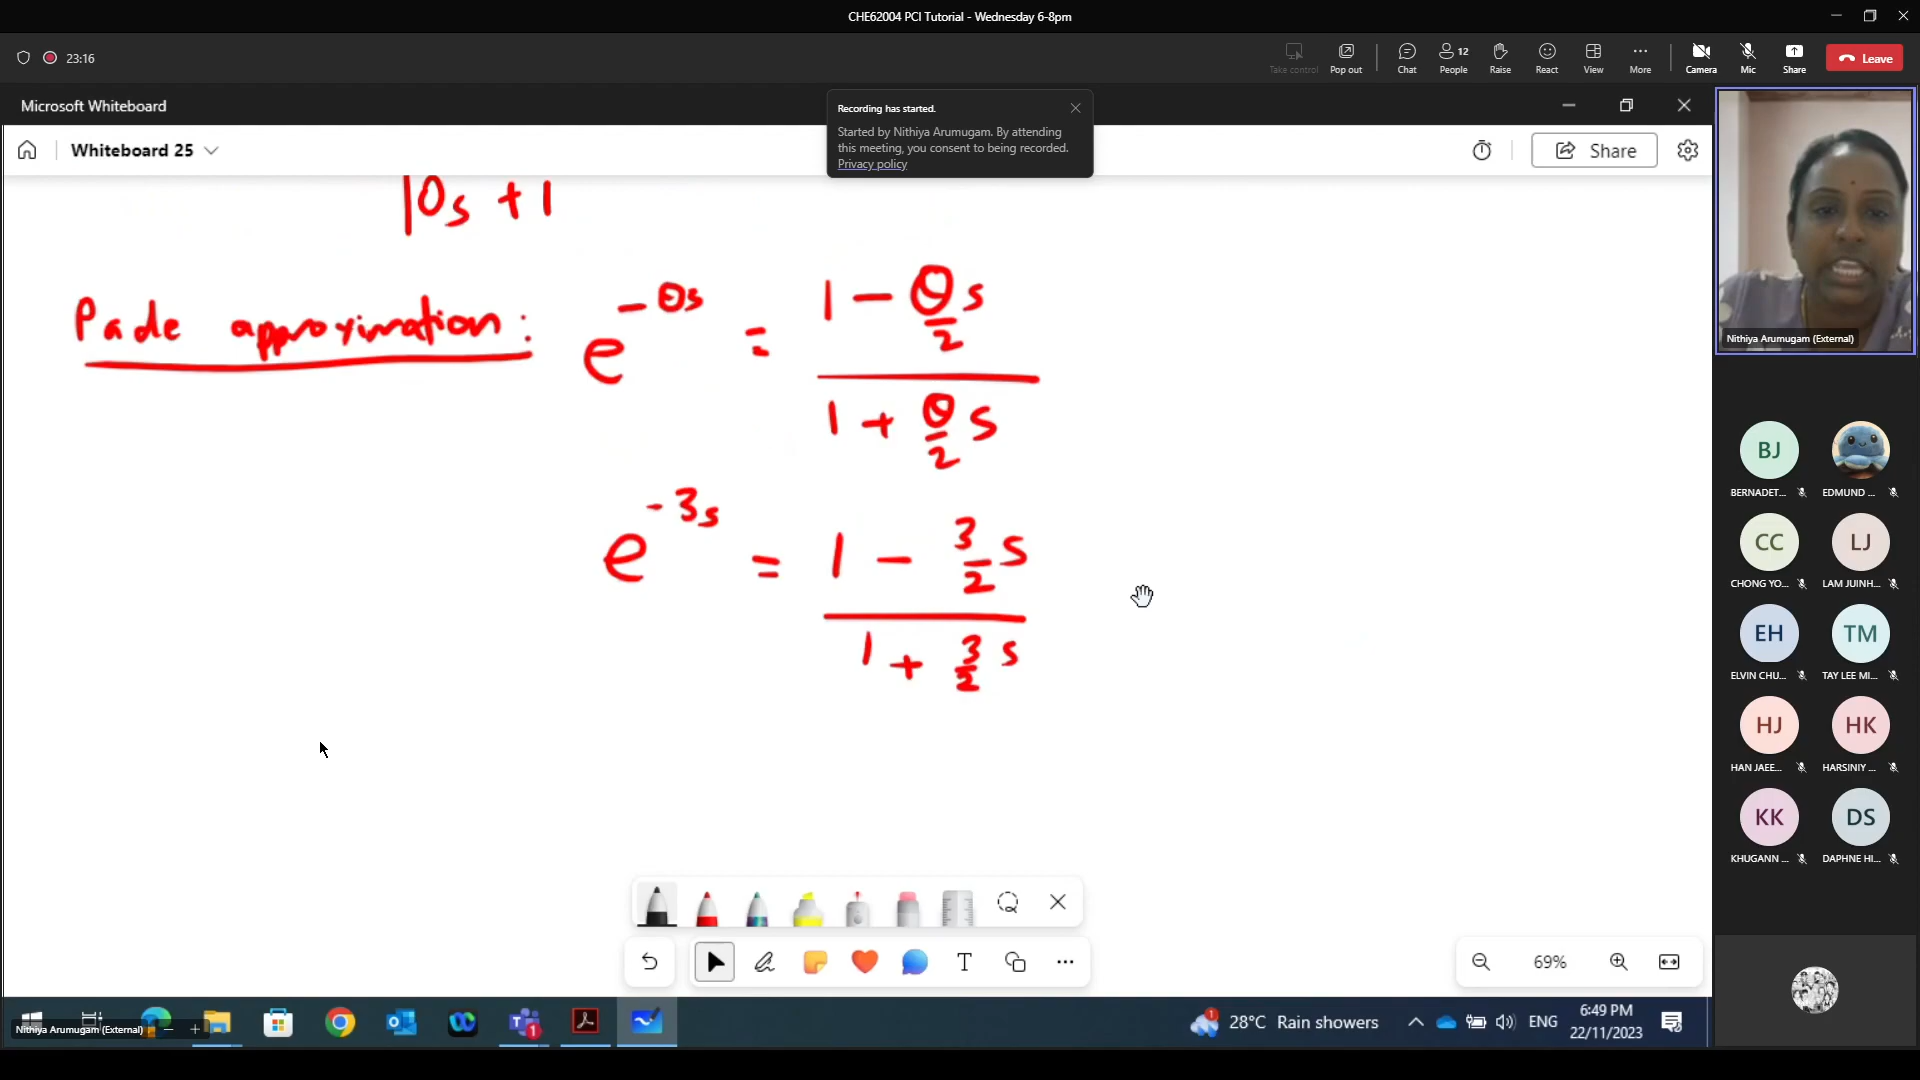 CHE62004 PCI Tutorial - Wednesday 6-8pm
23:16
Take control
Pop out
Chat
12
People
Raise
React
View
More
Camera
Mic
Share
Leave
Microsoft Whiteboard
Recording has started.
Started by Nithiya Arumugam. By attending
this meeting, you consent to being recorded.
Privacy policy
Whiteboard 25
Share
10s + 1
Pade approximation:
e^-θs = (1 - θ/2 s) / (1 + θ/2 s)
e^-3s = (1 - 3/2 s) / (1 + 3/2 s)
Nithiya Arumugam (External)
BJ
BERNADET...
EDMUND ...
CC
CHONG YO...
LJ
LAM JUINH...
EH
ELVIN CHU...
TM
TAY LEE MI...
HJ
HAN JAEE...
HK
HARSINIY ...
KK
KHUGANN ...
DS
DAPHNE HI...
T
69%
Nithiya Arumugam (External)
1
1
28°C Rain showers
ENG
6:49 PM
22/11/2023